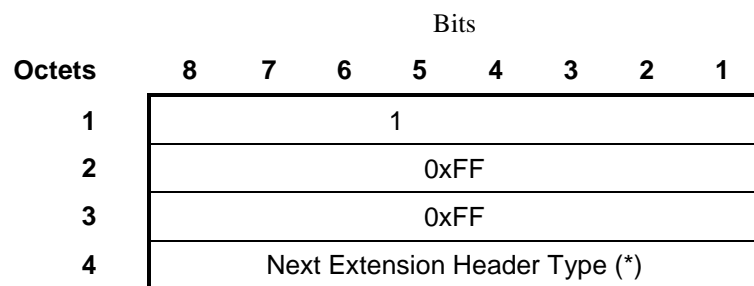 Bits
Octets 8 7 6 5 4 3 2 1
1 1
2 0xFF
3 0xFF
4 Next Extension Header Type (*)